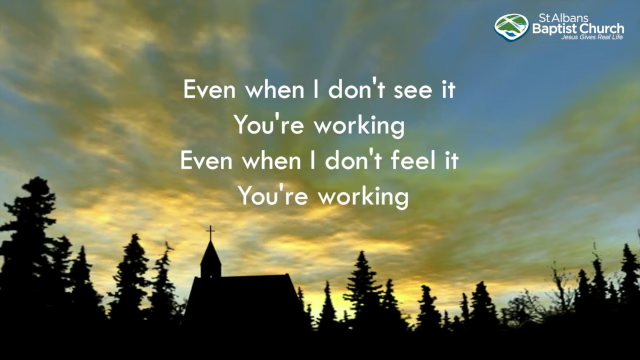 St Albans
Baptist Church
Jesus Gives Real Life
Even when I don't see it
You're working
Even when I don't feel it
You're working